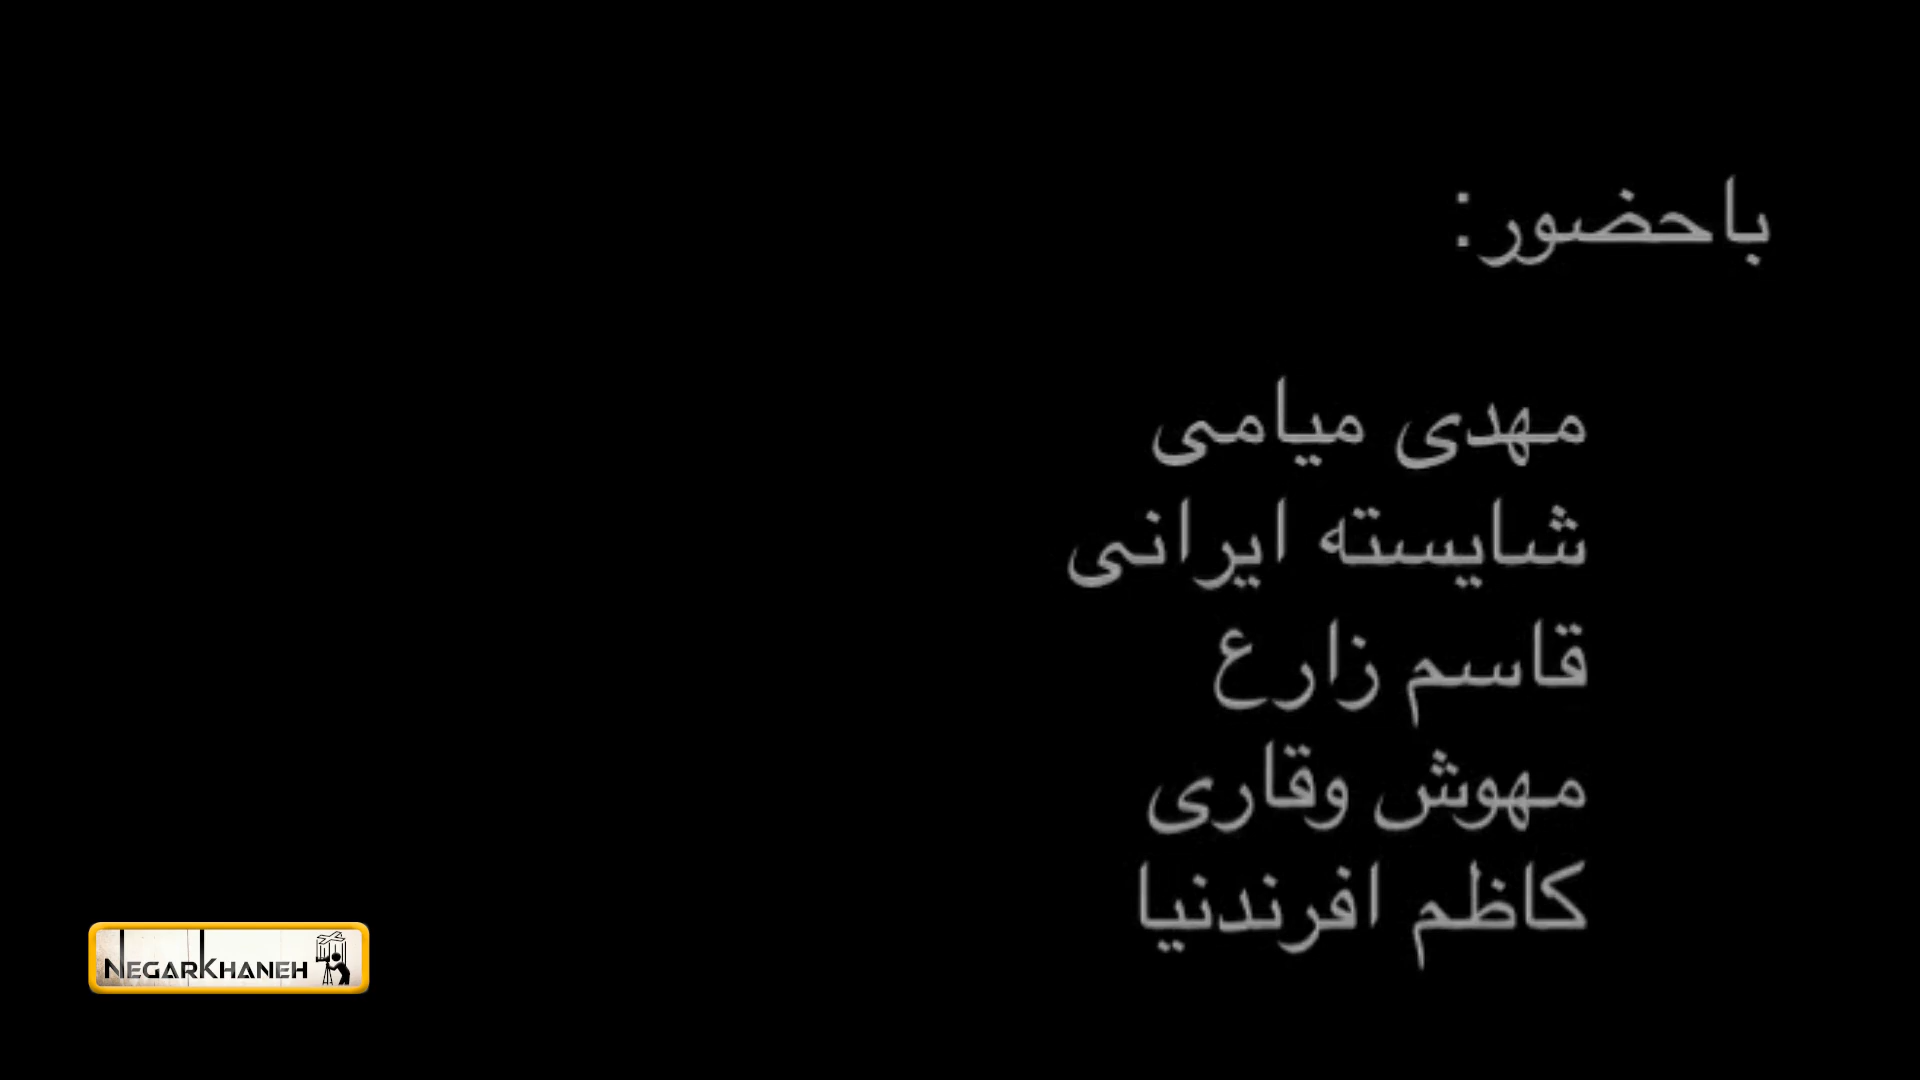 باحضور:
مهدی میامی
شایسته ایرانی
قاسم زارع
مهوش وقاری
کاظم افرندنیا
NEGARKHANEH